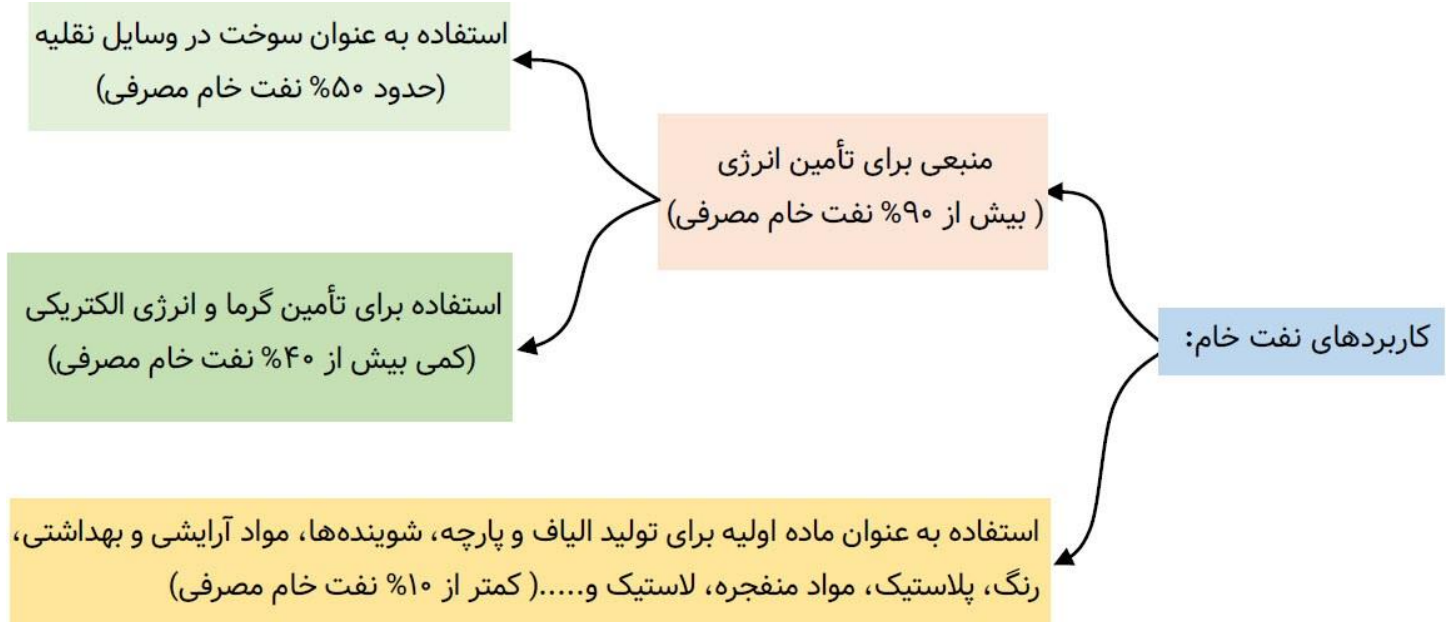 کاربردهای نفت خام:
منبعی برای تأمین انرژی
( بیش از ۹۰% نفت خام مصرفی)
استفاده به عنوان سوخت در وسایل نقلیه
(حدود ۵۰% نفت خام مصرفی)
استفاده برای تأمین گرما و انرژی الکتریکی
(کمی بیش از ۴۰% نفت خام مصرفی)
استفاده به عنوان ماده اولیه برای تولید الیاف و پارچه، شوینده‌ها، مواد آرایشی و بهداشتی،
رنگ، پلاستیک، مواد منفجره، لاستیک و.....( کمتر از ۱۰% نفت خام مصرفی)